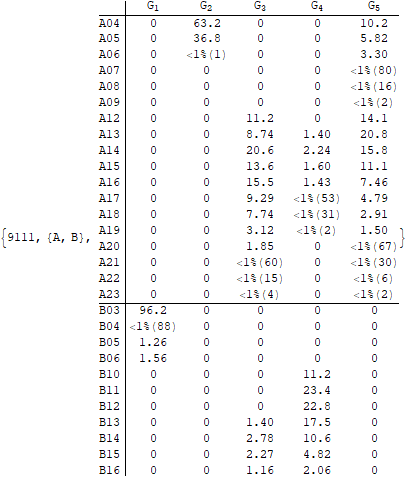 G1 G2 G3 G4 G5
A04 0 63.2 0 0 10.2
A05 0 36.8 0 0 5.82
A06 0 <1%(1) 0 0 3.30
A07 0 0 0 0 <1%(80)
A08 0 0 0 0 <1%(16)
A09 0 0 0 0 <1%(2)
A12 0 0 11.2 0 14.1
A13 0 0 8.74 1.40 20.8
A14 0 0 20.6 2.24 15.8
A15 0 0 13.6 1.60 11.1
A16 0 0 15.5 1.43 7.46
A17 0 0 9.29 <1%(53) 4.79
A18 0 0 7.74 <1%(31) 2.91
A19 0 0 3.12 <1%(2) 1.50
{9111, {A, B}, A20 0 0 1.85 0 <1%(67) }
A21 0 0 <1%(60) 0 <1%(30)
A22 0 0 <1%(15) 0 <1%(6)
A23 0 0 <1%(4) 0 <1%(2)
B03 96.2 0 0 0 0
B04 <1%(88) 0 0 0 0
B05 1.26 0 0 0 0
B06 1.56 0 0 0 0
B10 0 0 0 11.2 0
B11 0 0 0 23.4 0
B12 0 0 0 22.8 0
B13 0 0 1.40 17.5 0
B14 0 0 2.78 10.6 0
B15 0 0 2.27 4.82 0
B16 0 0 1.16 2.06 0